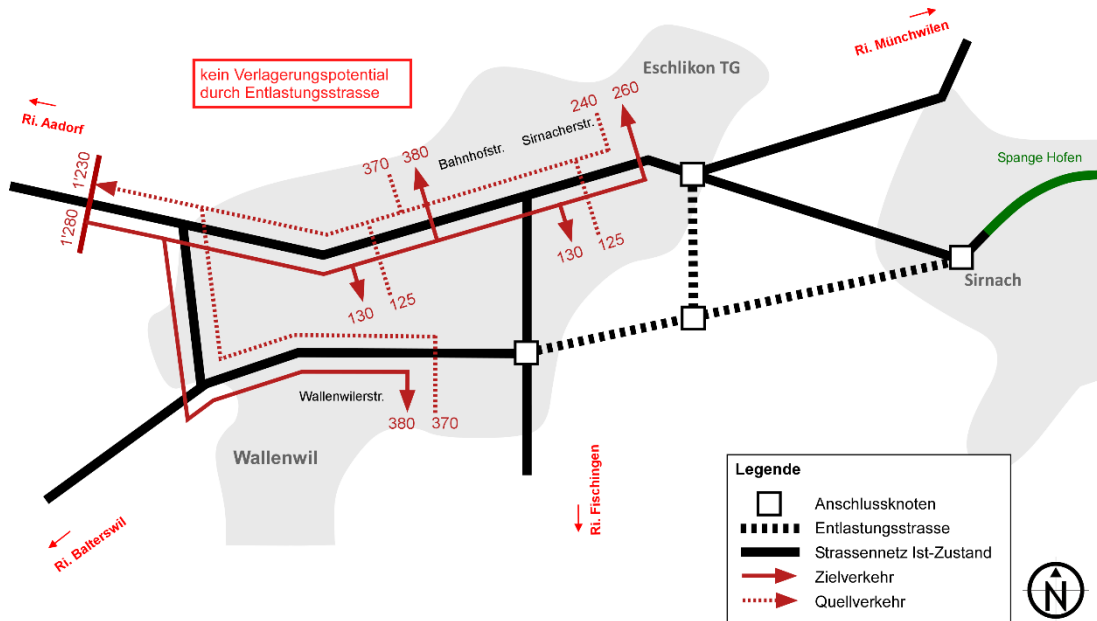 Ri. Münchwilen
Eschlikon TG
kein Verlagerungspotential
durch Entlastungsstrasse
Ri. Aadorf
240
260
Bahnhofstr.
Sirnacherstr.
370
380
1'230
1'280
Spange Hofen
130
125
130
125
Sirnach
Wallenwilerstr.
380
370
Wallenwil
Ri. Fischingen
Ri. Balterswil
Legende
Anschlussknoten
Entlastungsstrasse
Strassennetz Ist-Zustand
Zielverkehr
Quellverkehr
N